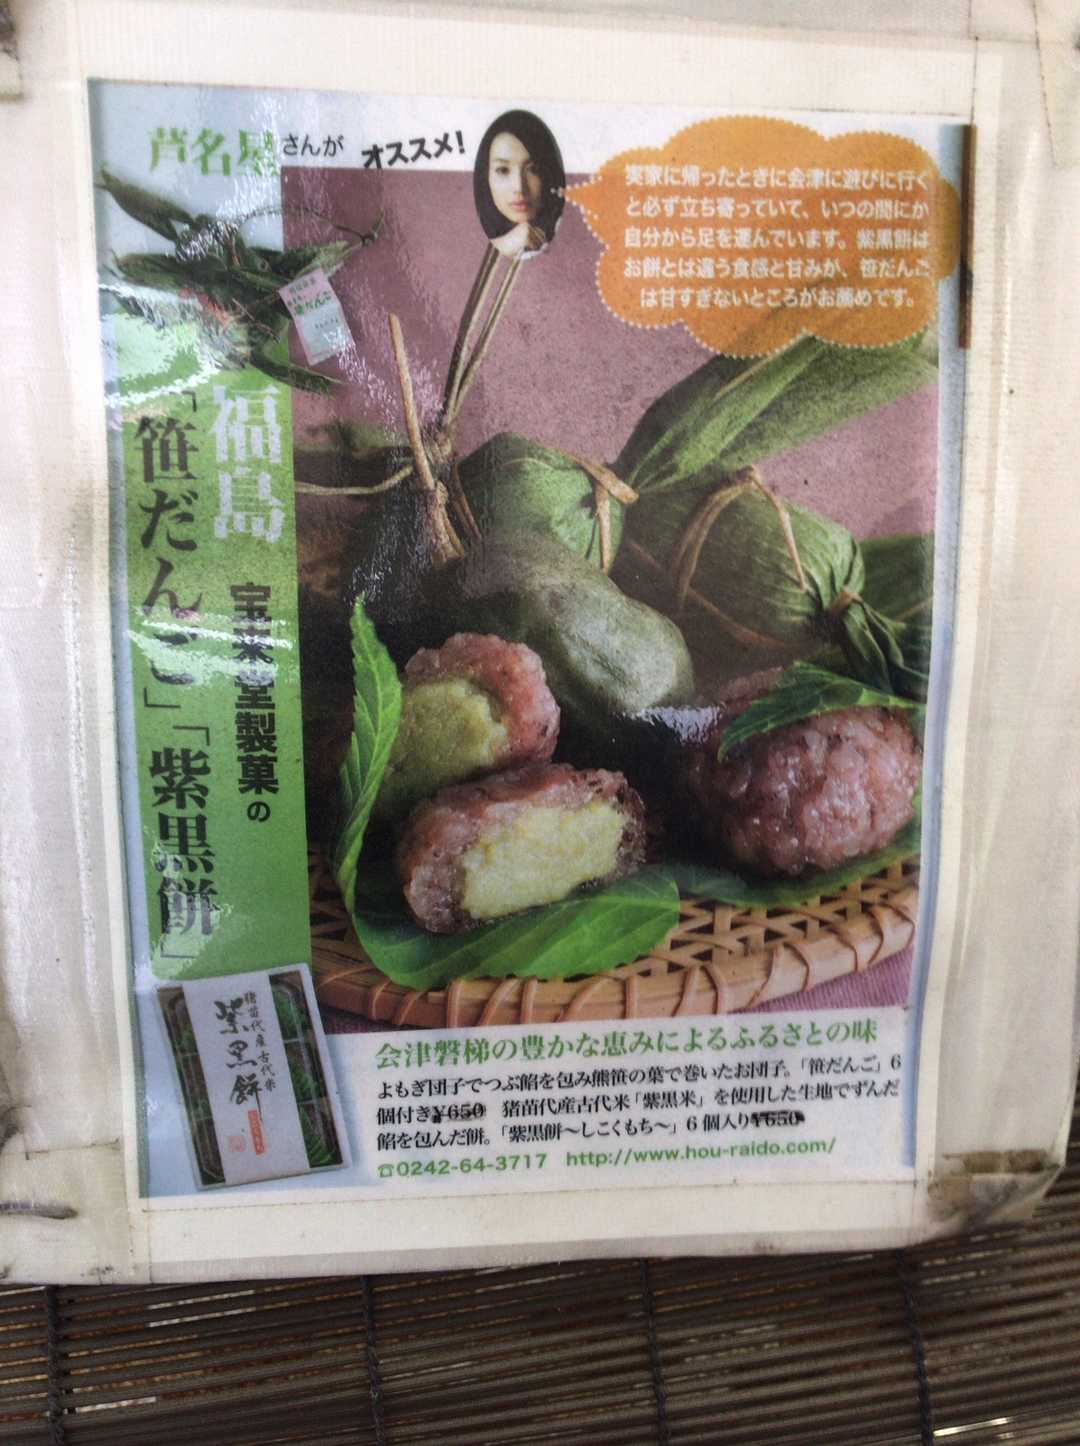 芦名星さんが オススメ!
実家に帰ったときに会津に遊びに行く
と必ず立ち寄っていて、いつの間にか
自分から足を運んでいます。紫黒餅は
お餅とは違う食感と甘みが、笹だんご
は甘すぎないところがお薦めです。
福島
宝来堂製菓の
「笹だんご」「紫黒餅」
猪苗代産古代米
紫黒餅
会津磐梯の豊かな恵みによるふるさとの味
よもぎ団子でつぶ餡を包み熊笹の葉で巻いたお団子。「笹だんご」6
個付き¥650 猪苗代産古代米「紫黒米」を使用した生地でずんだ
餡を包んだ餅。「紫黒餅〜しこくもち〜」6個入り¥650
☎0242-64-3717 http://www.hou-raido.com/